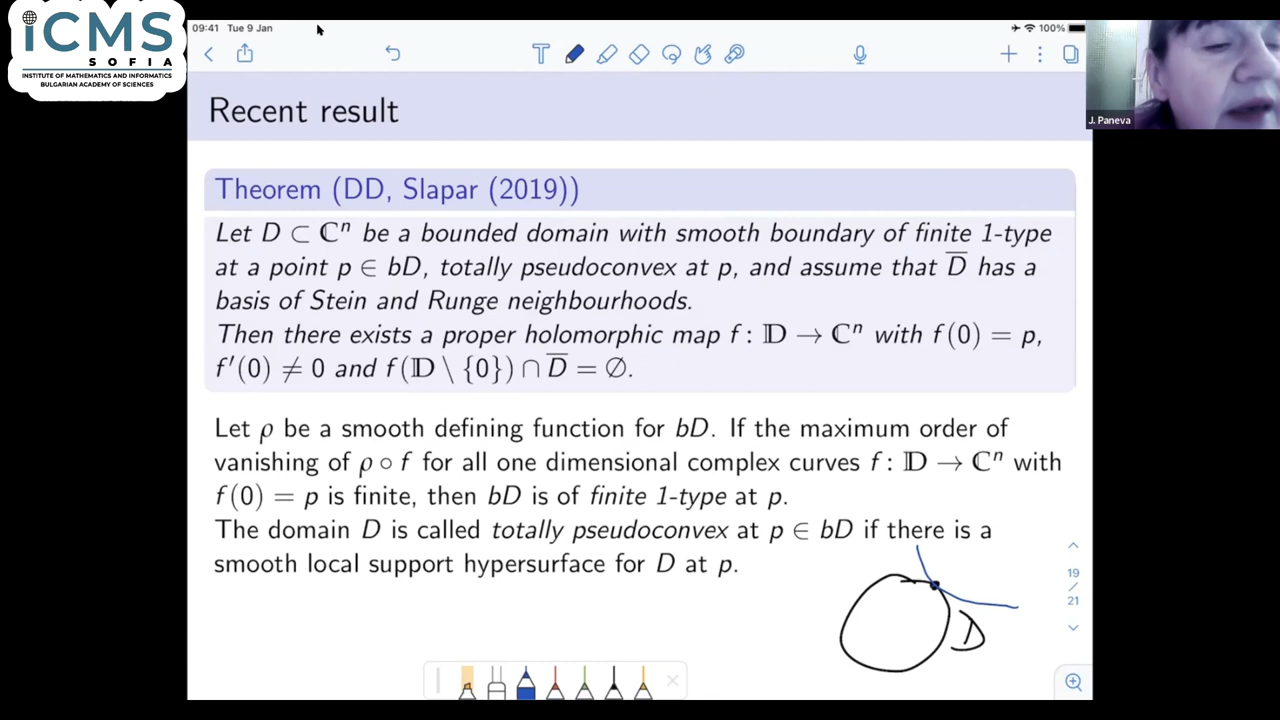 iCMS
SOFIA
INSTITUTE OF MATHEMATICS AND INFORMATICS
BULGARIAN ACADEMY OF SCIENCES
09:41 Tue 9 Jan
100%
J. Paneva
Recent result
Theorem (DD, Slapar (2019))
Let D ⊂ ℂⁿ be a bounded domain with smooth boundary of finite 1-type
at a point p ∈ bD, totally pseudoconvex at p, and assume that D̅ has a
basis of Stein and Runge neighbourhoods.
Then there exists a proper holomorphic map f : 𝔻 → ℂⁿ with f(0) = p,
f′(0) ≠ 0 and f(𝔻 \ {0}) ∩ D̅ = ∅.
Let ρ be a smooth defining function for bD. If the maximum order of
vanishing of ρ ∘ f for all one dimensional complex curves f : 𝔻 → ℂⁿ with
f(0) = p is finite, then bD is of finite 1-type at p.
The domain D is called totally pseudoconvex at p ∈ bD if there is a
smooth local support hypersurface for D at p.
D
19
/
21